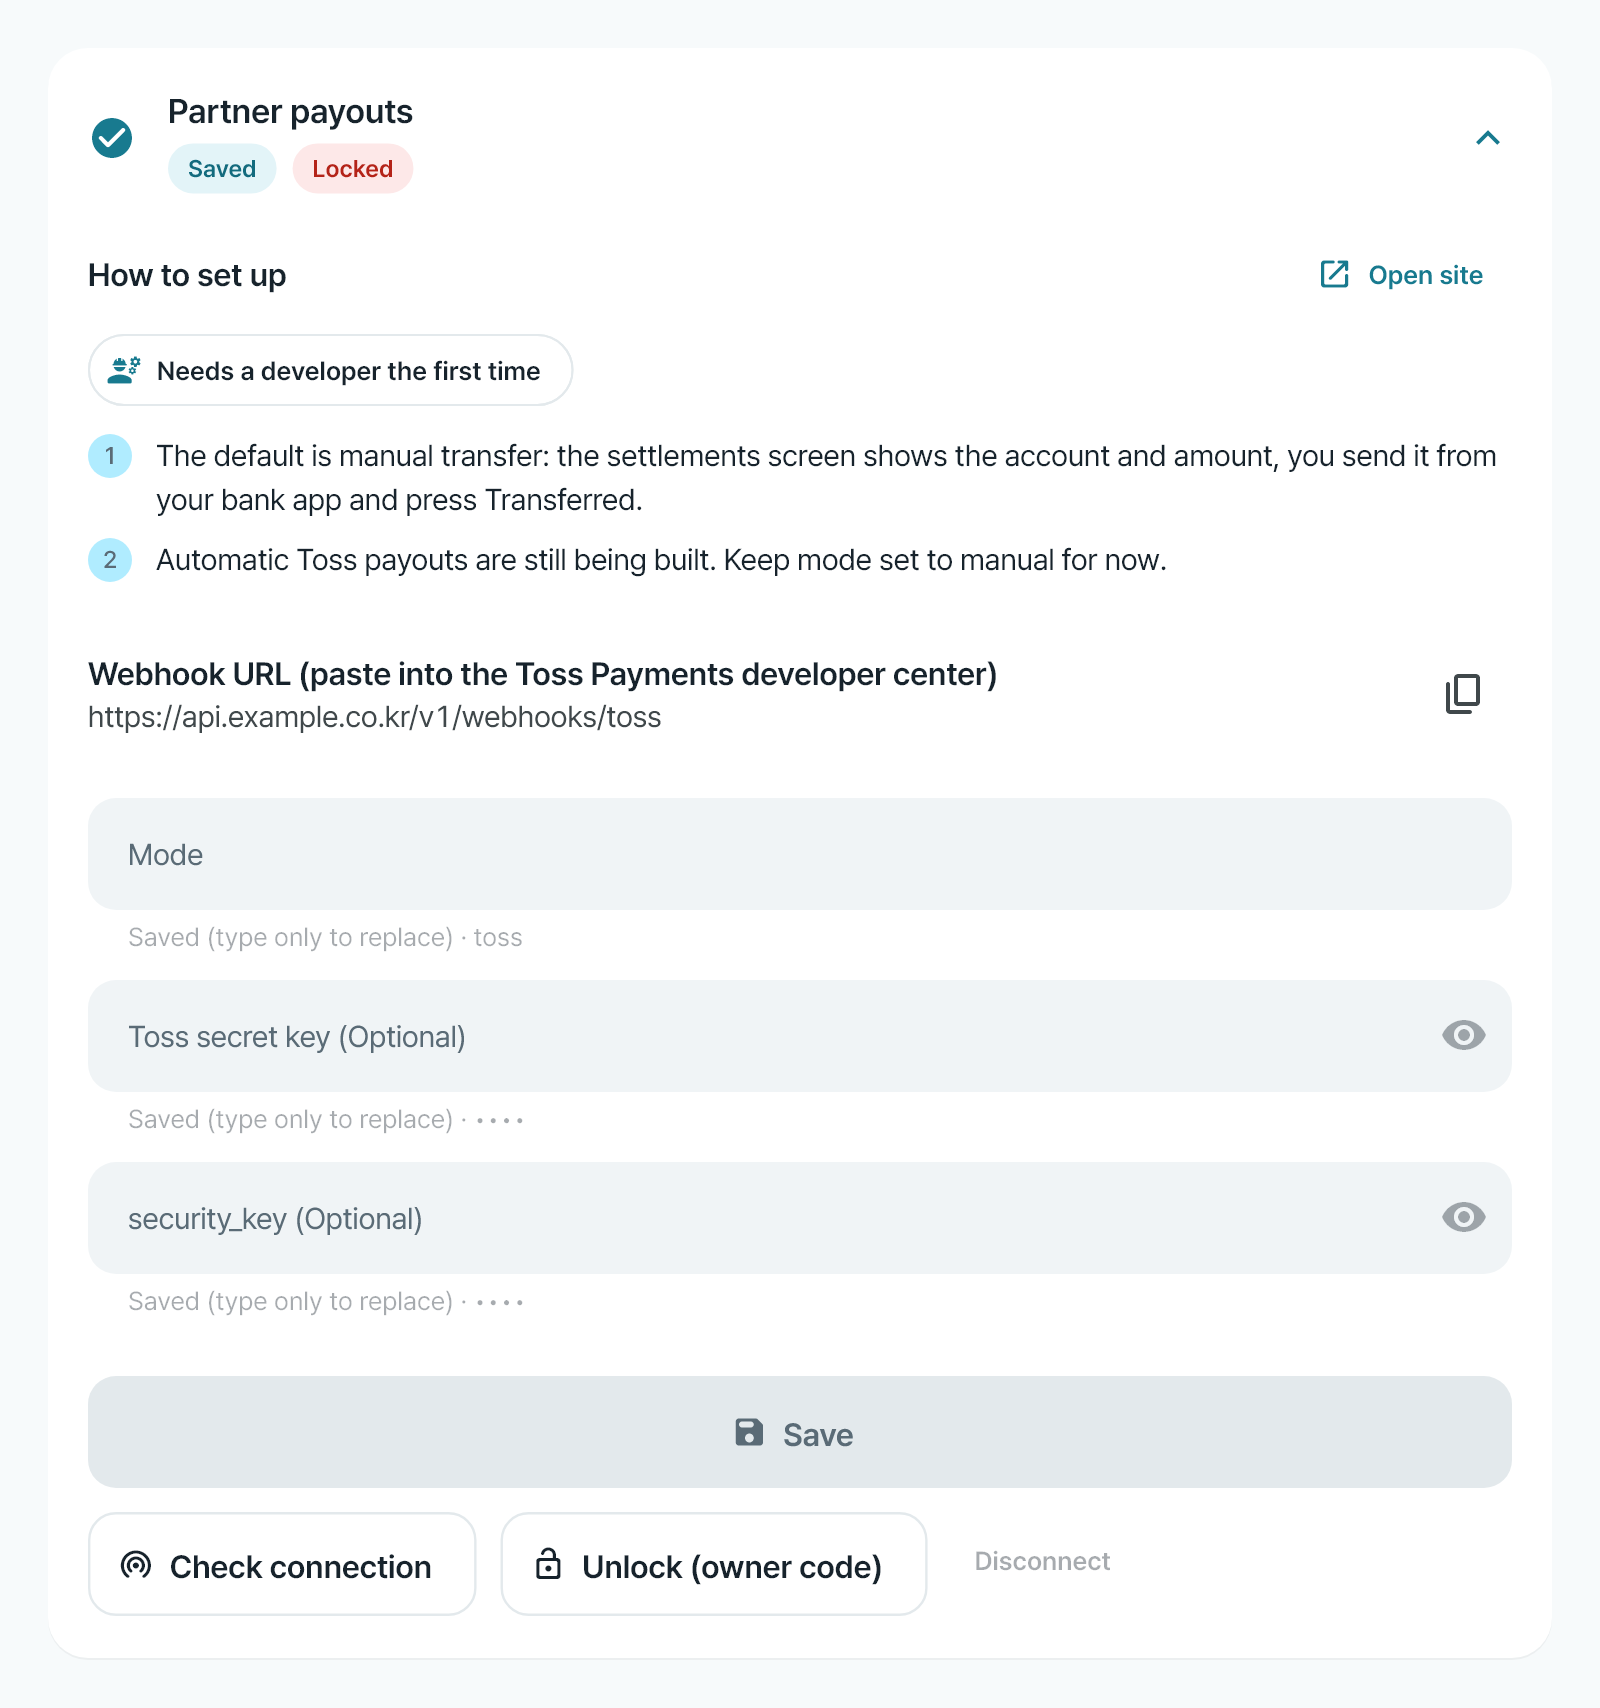 Partner payouts
Saved
Locked
How to set up
Open site
Needs a developer the first time
1
The default is manual transfer: the settlements screen shows the account and amount, you send it from
your bank app and press Transferred.
2
Automatic Toss payouts are still being built. Keep mode set to manual for now.
Webhook URL (paste into the Toss Payments developer center)
https://api.example.co.kr/v1/webhooks/toss
Mode
Saved (type only to replace) · toss
Toss secret key (Optional)
Saved (type only to replace) · ••••
security_key (Optional)
Saved (type only to replace) · ••••
Save
Check connection
Unlock (owner code)
Disconnect